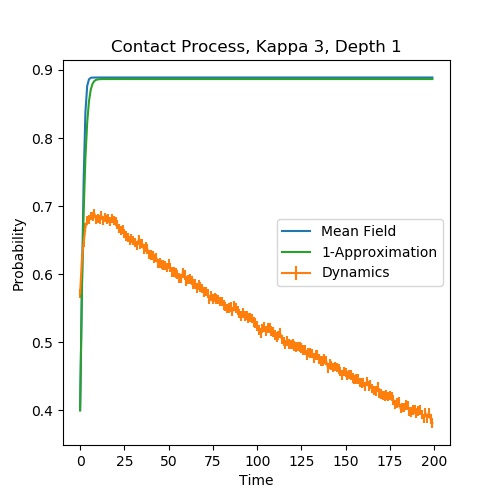 Contact Process, Kappa 3, Depth 1
0.9
0.8
0.7
0.6
0.5
0.4
Probability
Mean Field
1-Approximation
Dynamics
0 25 50 75 100 125 150 175 200
Time